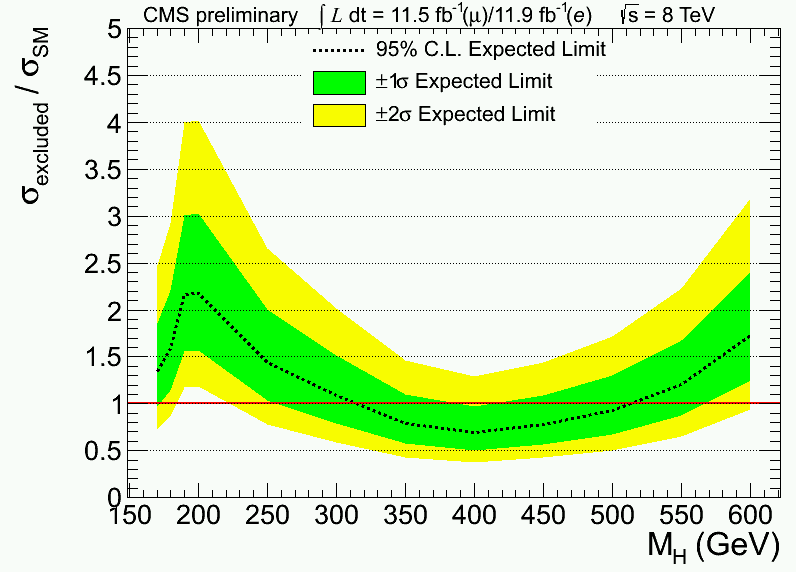 CMS preliminary ∫ L dt = 11.5 fb⁻¹(μ)/11.9 fb⁻¹(e) √s = 8 TeV
95% C.L. Expected Limit
±1σ Expected Limit
±2σ Expected Limit
σexcluded / σSM
5
4.5
4
3.5
3
2.5
2
1.5
1
0.5
0
150 200 250 300 350 400 450 500 550 600
M_H (GeV)